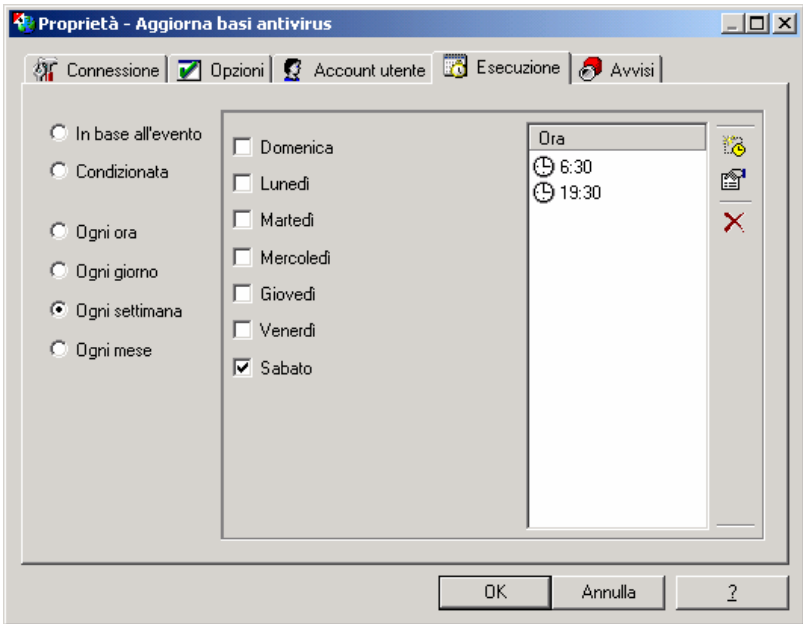 Proprietà - Aggiorna basi antivirus
Connessione Opzioni Account utente Esecuzione Avvisi
In base all'evento
Condizionata
Ogni ora
Ogni giorno
Ogni settimana
Ogni mese
Domenica
Lunedì
Martedì
Mercoledì
Giovedì
Venerdì
Sabato
Ora
6:30
19:30
OK Annulla ?